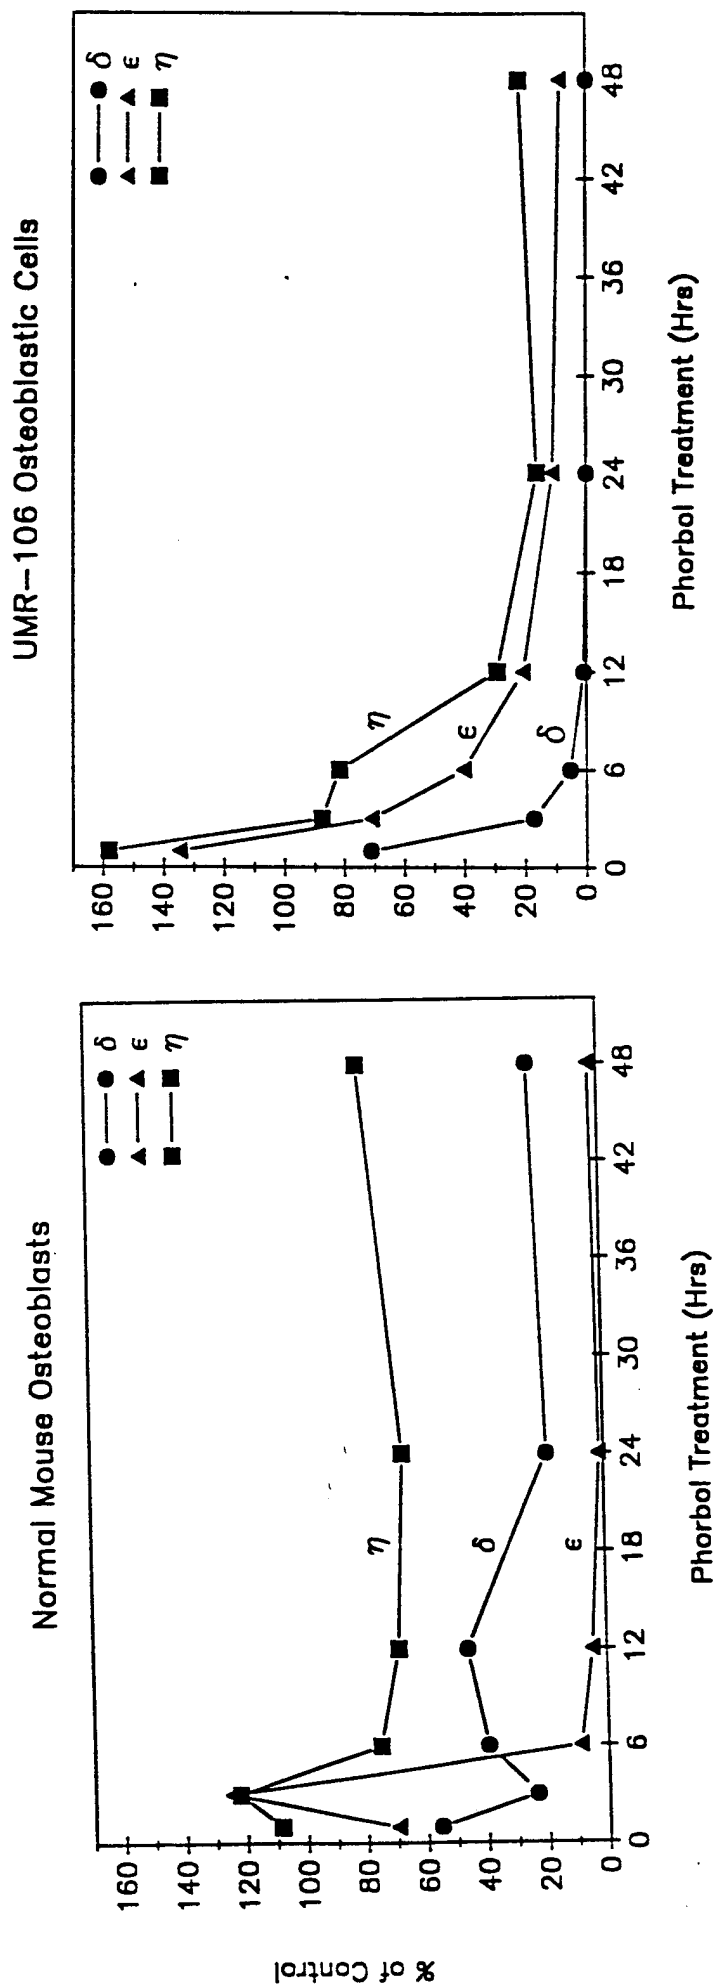 Normal Mouse Osteoblasts
% of Control
160
140
120
100
80
60
40
20
0
δ
ϵ
η
η
δ
ϵ
0 6 12 18 24 30 36 42 48
Phorbol Treatment (Hrs)
UMR-106 Osteoblastic Cells
160
140
120
100
80
60
40
20
0
δ
ϵ
η
η
ϵ
δ
0 6 12 18 24 30 36 42 48
Phorbol Treatment (Hrs)